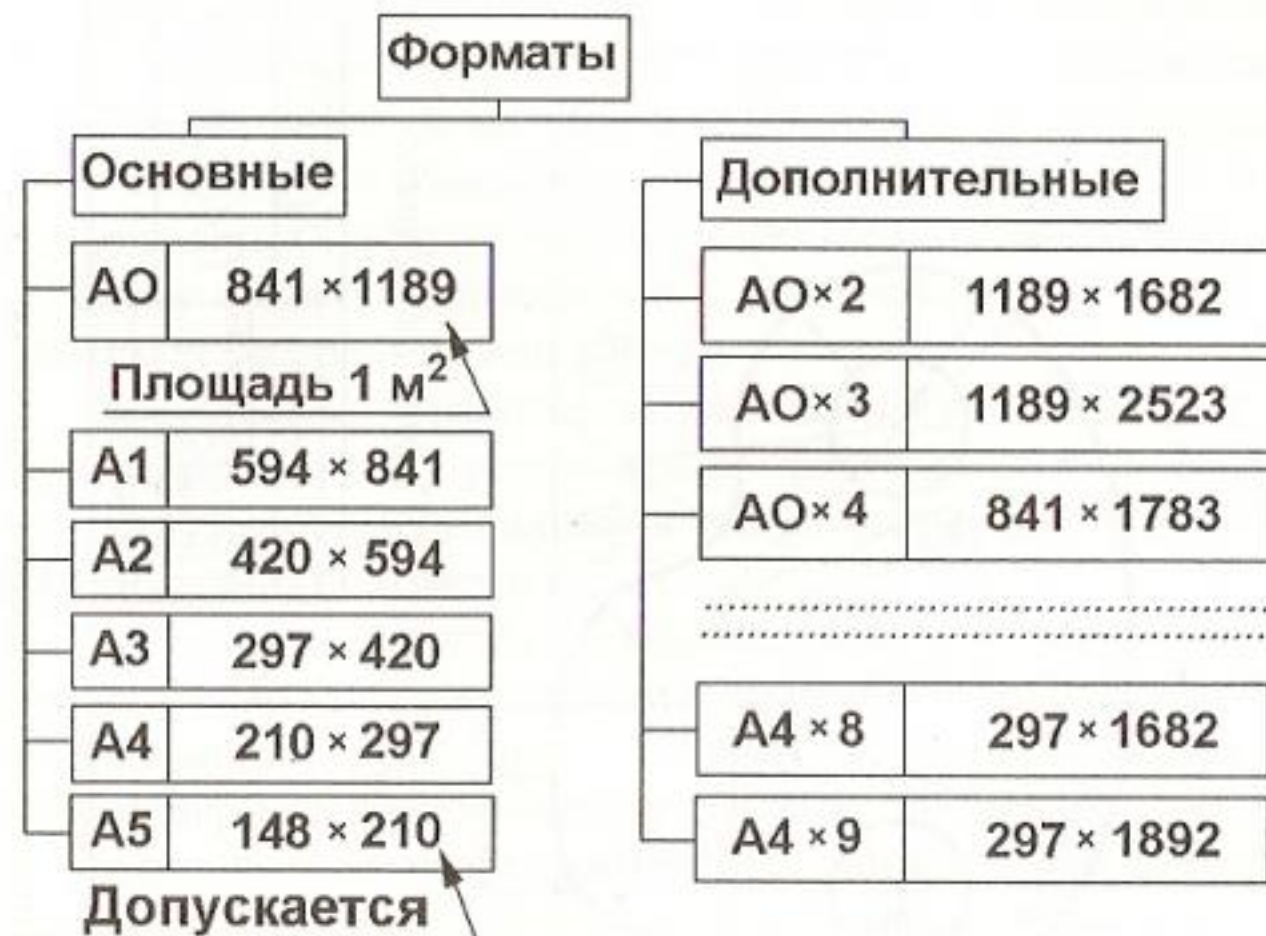 Форматы
Основные
АО 841 × 1189
Площадь 1 м²
А1 594 × 841
А2 420 × 594
А3 297 × 420
А4 210 × 297
А5 148 × 210
Допускается
Дополнительные
АО × 2 1189 × 1682
АО × 3 1189 × 2523
АО × 4 841 × 1783
А4 × 8 297 × 1682
А4 × 9 297 × 1892